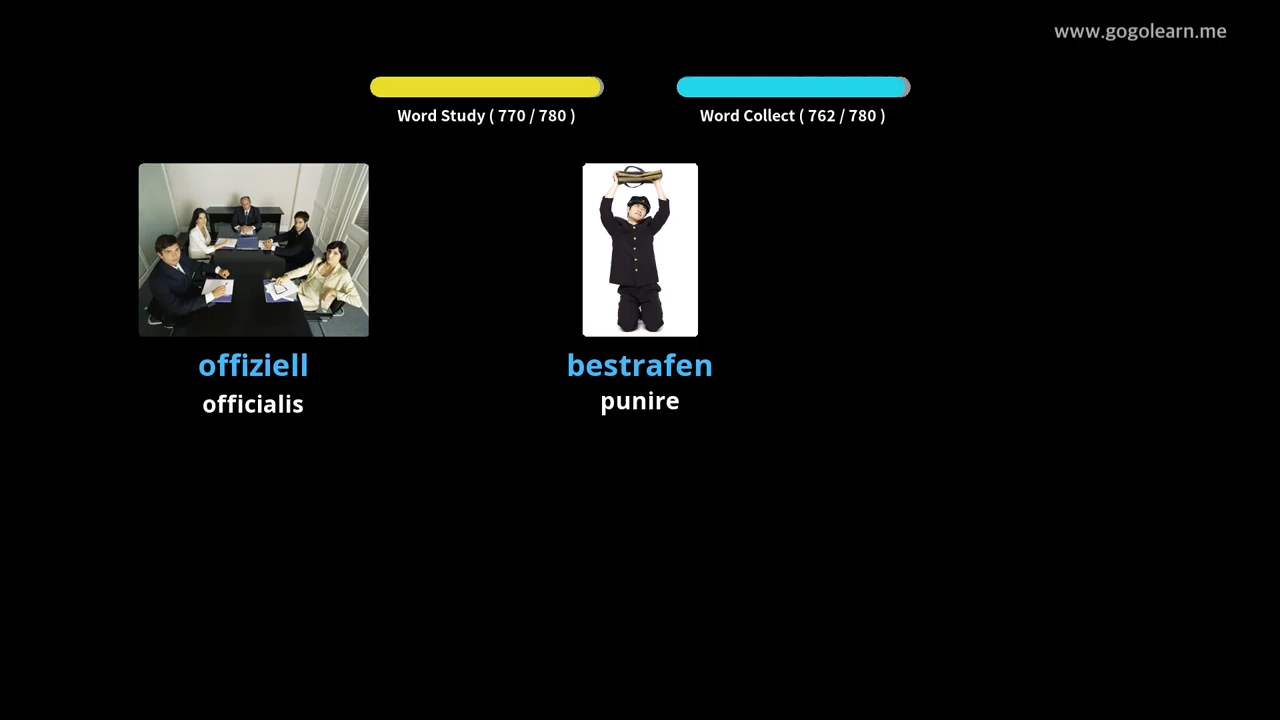 www.gogolearn.me
Word Study ( 770 / 780 )
Word Collect ( 762 / 780 )
offiziell
officialis
bestrafen
punire